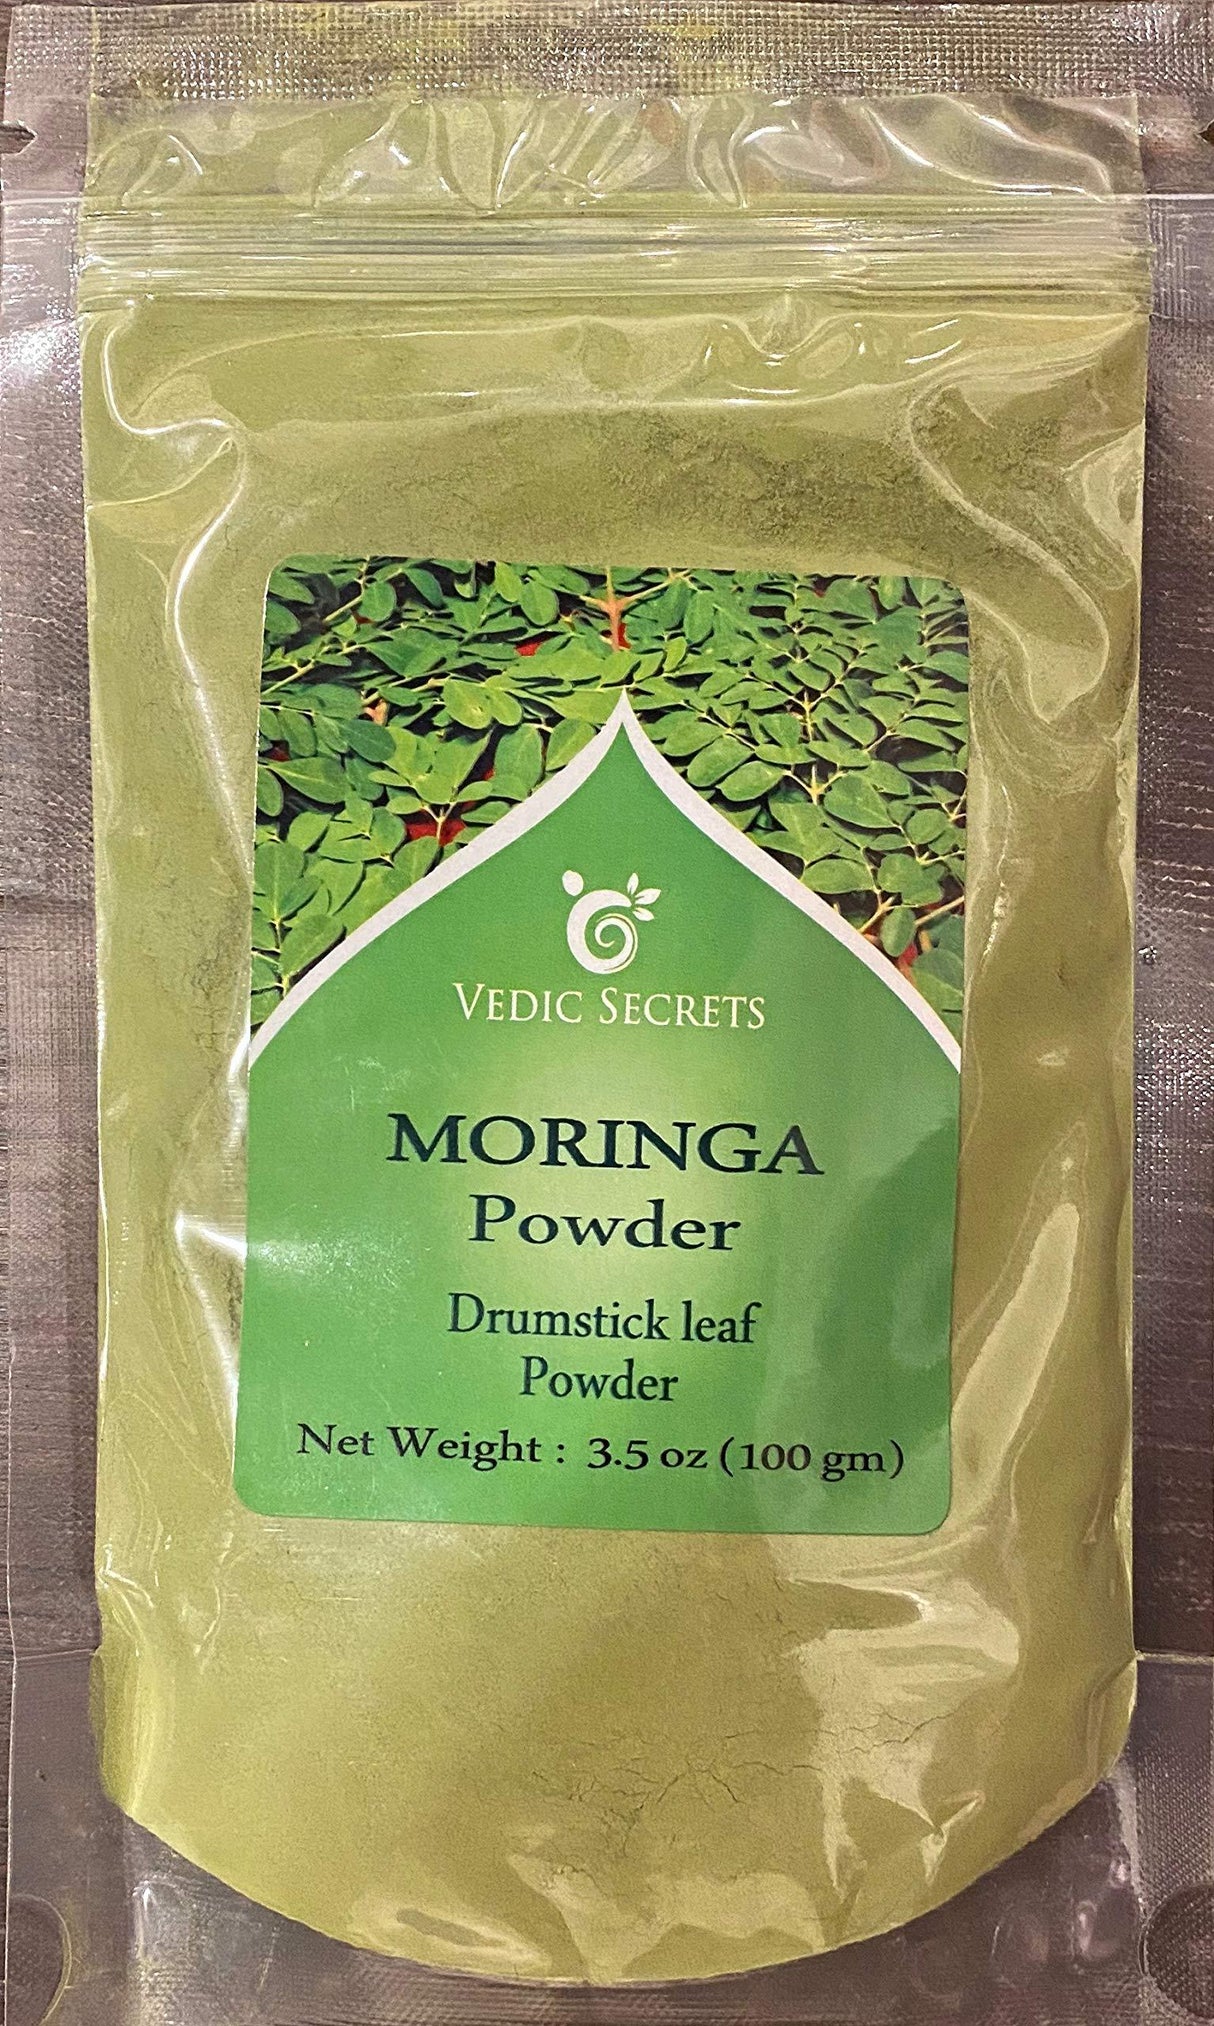 VEDIC SECRETS
MORINGA
Powder
Drumstick leaf
Powder
Net Weight : 3.5 oz (100 gm)